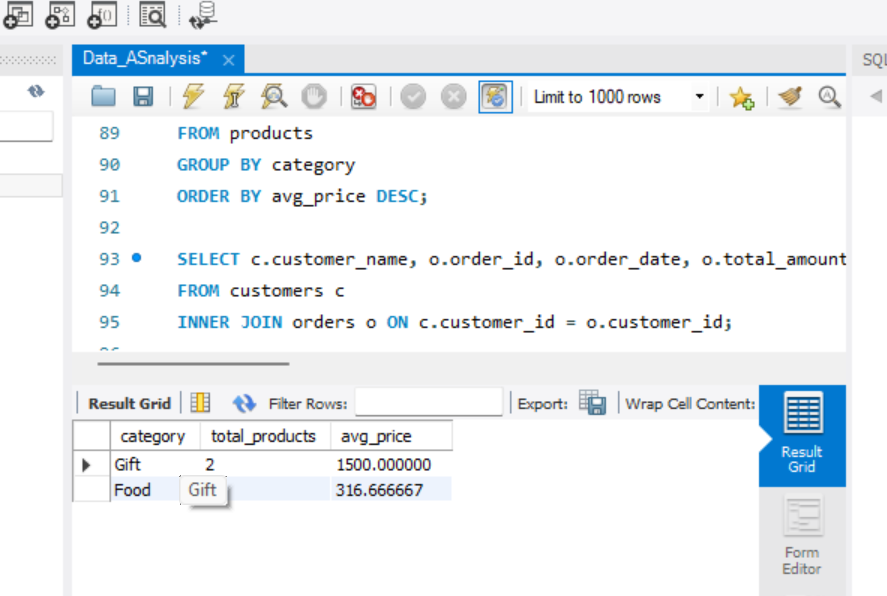 Data_ASnalysis*
SQL
Limit to 1000 rows
89 FROM products
90 GROUP BY category
91 ORDER BY avg_price DESC;
92
93 SELECT c.customer_name, o.order_id, o.order_date, o.total_amount
94 FROM customers c
95 INNER JOIN orders o ON c.customer_id = o.customer_id;
Result Grid Filter Rows: Export: Wrap Cell Content:
category total_products avg_price
Gift 2 1500.000000
Food 316.666667
Gift
Result
Grid
Form
Editor